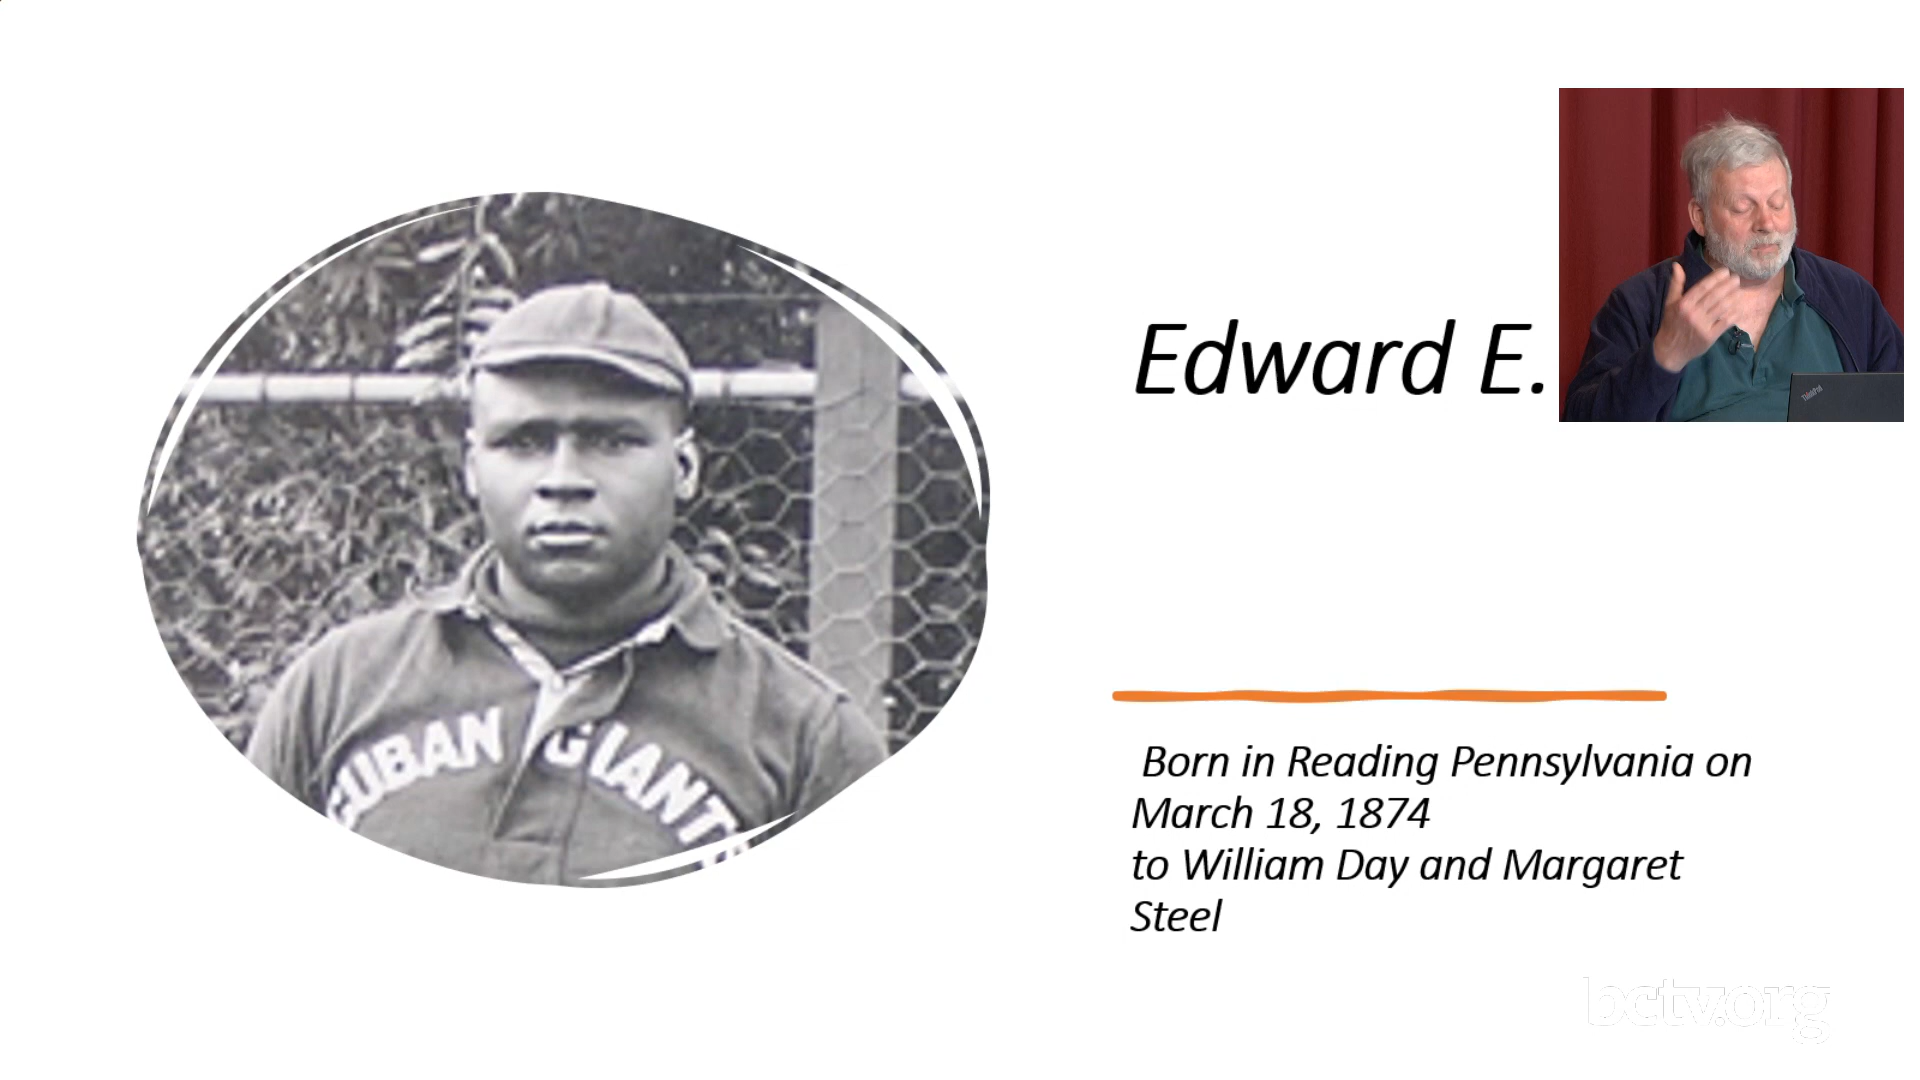 Edward E.
CUBAN GIANTS
Born in Reading Pennsylvania on
March 18, 1874
to William Day and Margaret
Steel
ThinkPad
bctv.org